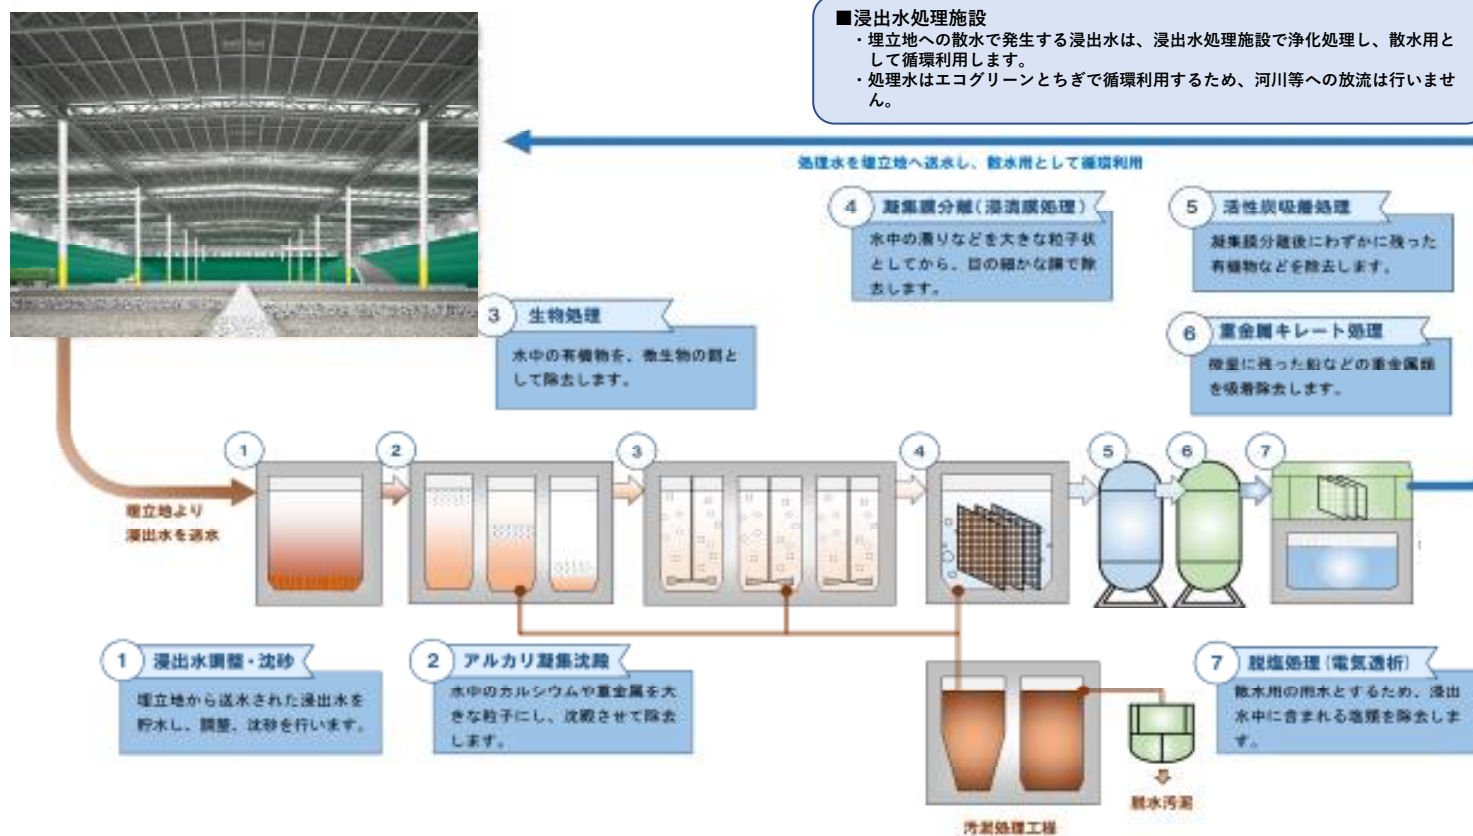 ■浸出水処理施設
・埋立地への散水で発生する浸出水は、浸出水処理施設で浄化処理し、散水用と
して循環利用します。
・処理水はエコグリーンとちぎで循環利用するため、河川等への放流は行いませ
ん。
処理水を埋立地へ送水し、散水用として循環利用
4 凝集膜分離（浸漬膜処理）
水中の濁りなどを大きな粒子状
としてから、目の細かな膜で除
去します。
5 活性炭吸着処理
凝集膜分離後にわずかに残った
有機物などを除去します。
3 生物処理
水中の有機物を、微生物の餌と
して除去します。
6 重金属キレート処理
微量に残った鉛などの重金属類
を吸着除去します。
1
2
3
4
5
6
7
埋立地より
浸出水を送水
1 浸出水調整・沈砂
埋立地から送水された浸出水を
貯水し、調整、沈砂を行います。
2 アルカリ凝集沈殿
水中のカルシウムや重金属を大
きな粒子にし、沈殿させて除去
します。
7 脱塩処理（電気透析）
散水用の用水とするため、浸出
水中に含まれる塩類を除去しま
す。
脱水汚泥
汚泥処理工程